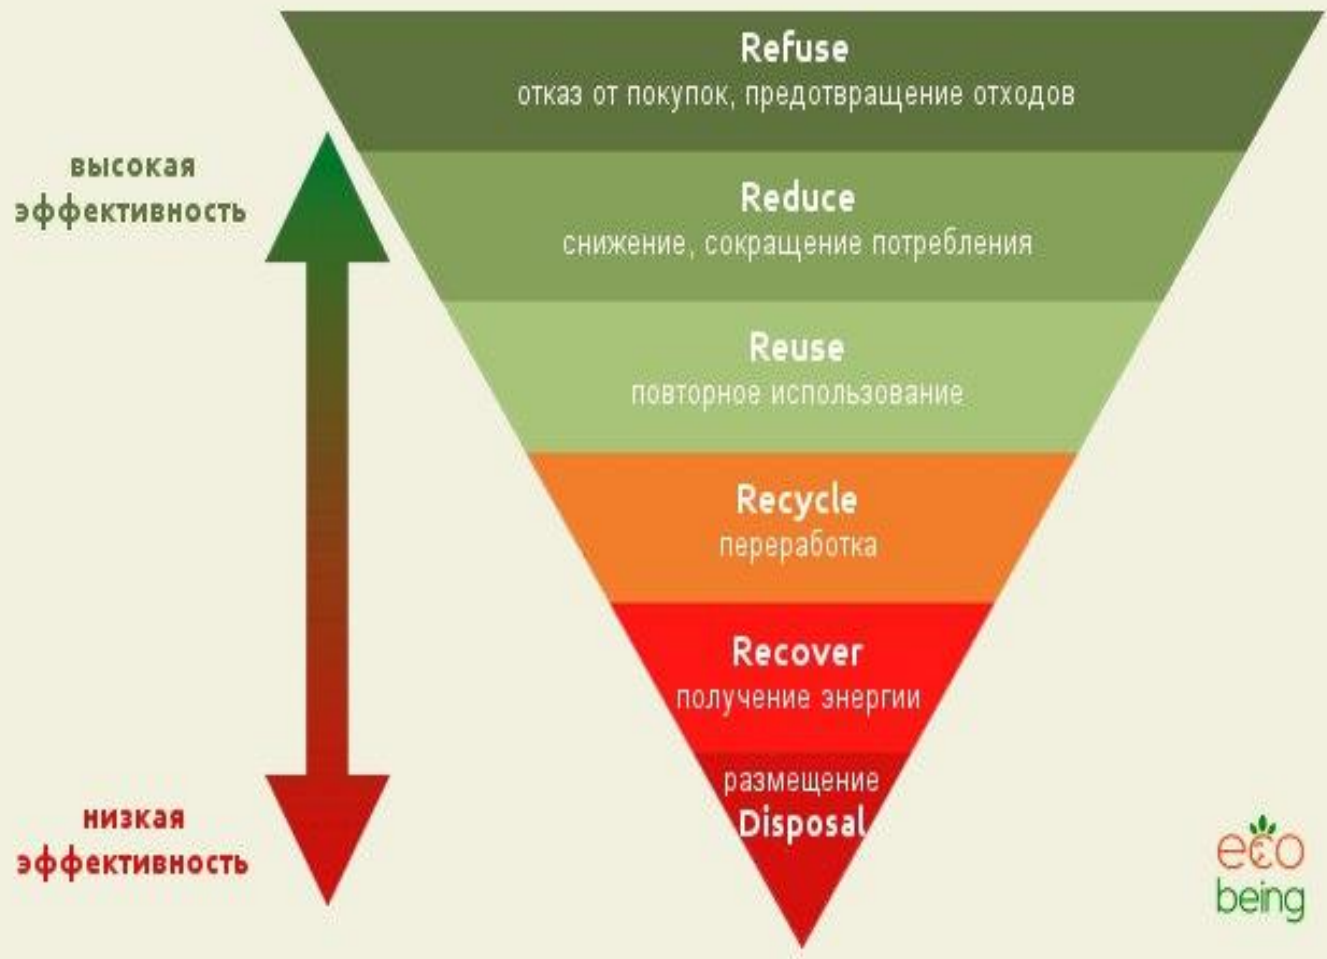 Refuse
отказ от покупок, предотвращение отходов
высокая
эффективность
Reduce
снижение, сокращение потребления
Reuse
повторное использование
Recycle
переработка
Recover
получение энергии
размещение
Disposal
низкая
эффективность
eco
being